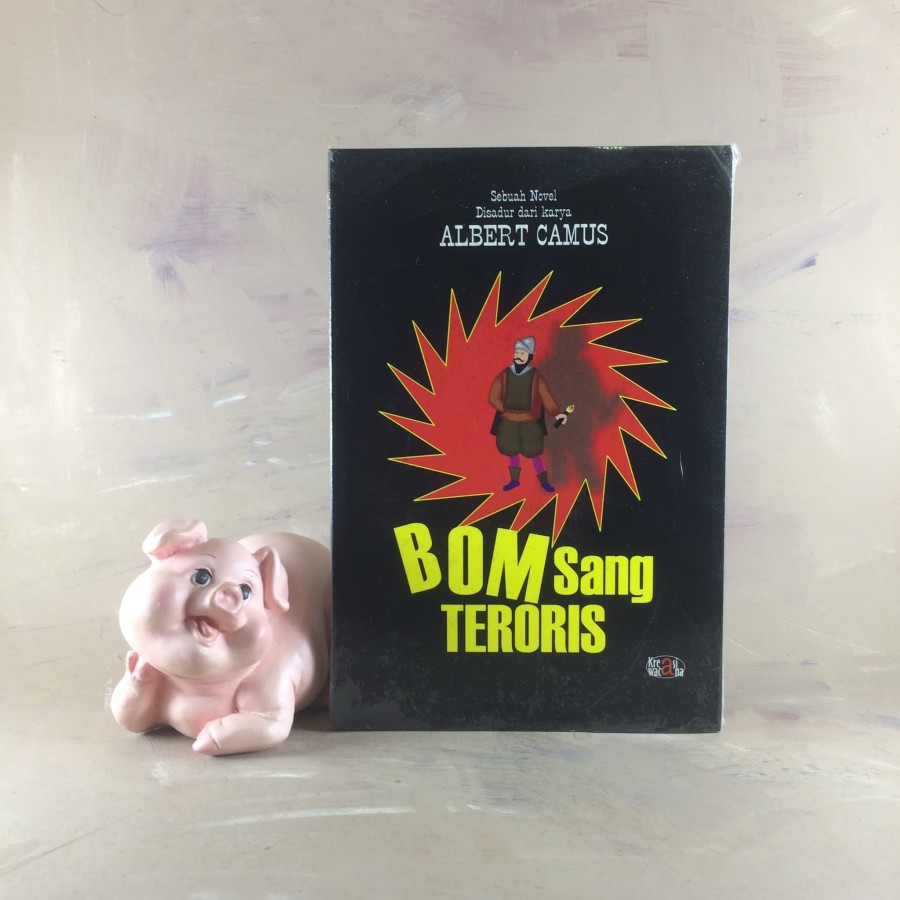 Sebuah Novel
Disadur dari karya
ALBERT CAMUS
BOM Sang
TERORIS
Kreasi
wacana